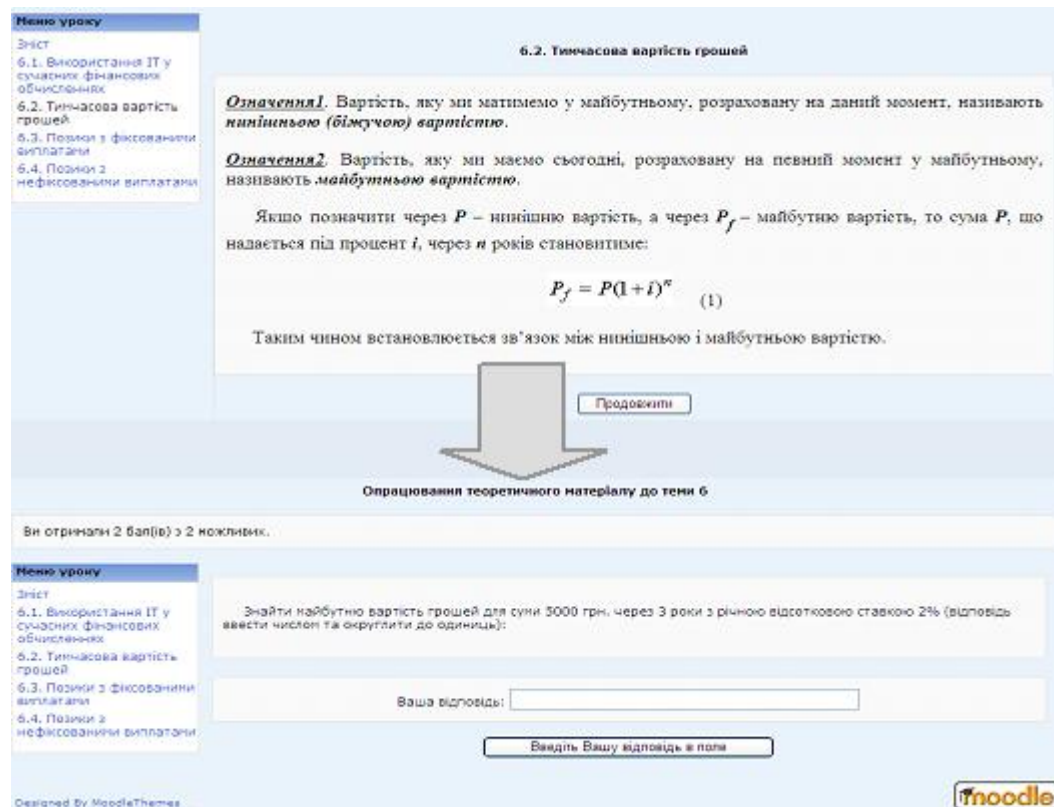 Меню уроку
Зміст
6.1. Використання ІТ у
сучасних фінансових
обчисленнях
6.2. Тимчасова вартість
грошей
6.3. Позики з фіксованими
виплатами
6.4. Позики з
нефіксованими виплатами
6.2. Тимчасова вартість грошей
Означення1. Вартість, яку ми матимемо у майбутньому, розраховану на даний момент, називають
нинішньою (біжучою) вартістю.
Означення2. Вартість, яку ми маємо сьогодні, розраховану на певний момент у майбутньому,
називають майбутньою вартістю.
Якщо позначити через P – нинішню вартість, а через P_f – майбутню вартість, то сума P, що
надається під процент i, через n років становитиме:
P_f = P(1+i)^n (1)
Таким чином встановлюється зв’язок між нинішньою і майбутньою вартістю.
Продовжити
Опрацювання теоретичного матеріалу до теми 6
Ви отримали 2 бал(ів) з 2 можливих.
Меню уроку
Зміст
6.1. Використання ІТ у
сучасних фінансових
обчисленнях
6.2. Тимчасова вартість
грошей
6.3. Позики з фіксованими
виплатами
6.4. Позики з
нефіксованими виплатами
Знайти майбутню вартість грошей для суми 5000 грн. через 3 роки з річною відсотковою ставкою 2% (відповідь
ввести числом та округлити до одиниць):
Ваша відповідь:
Введіть Вашу відповідь в поле
Designed By MoodleThemes
moodle